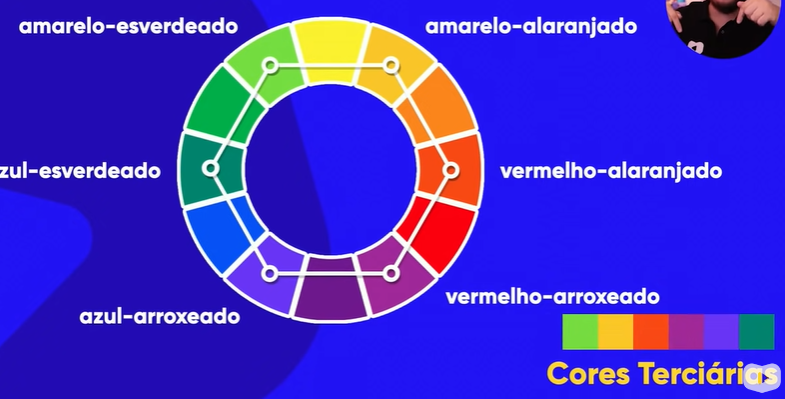 amarelo-esverdeado
amarelo-alaranjado
zul-esverdeado
vermelho-alaranjado
vermelho-arroxeado
azul-arroxeado
Cores Terciárias